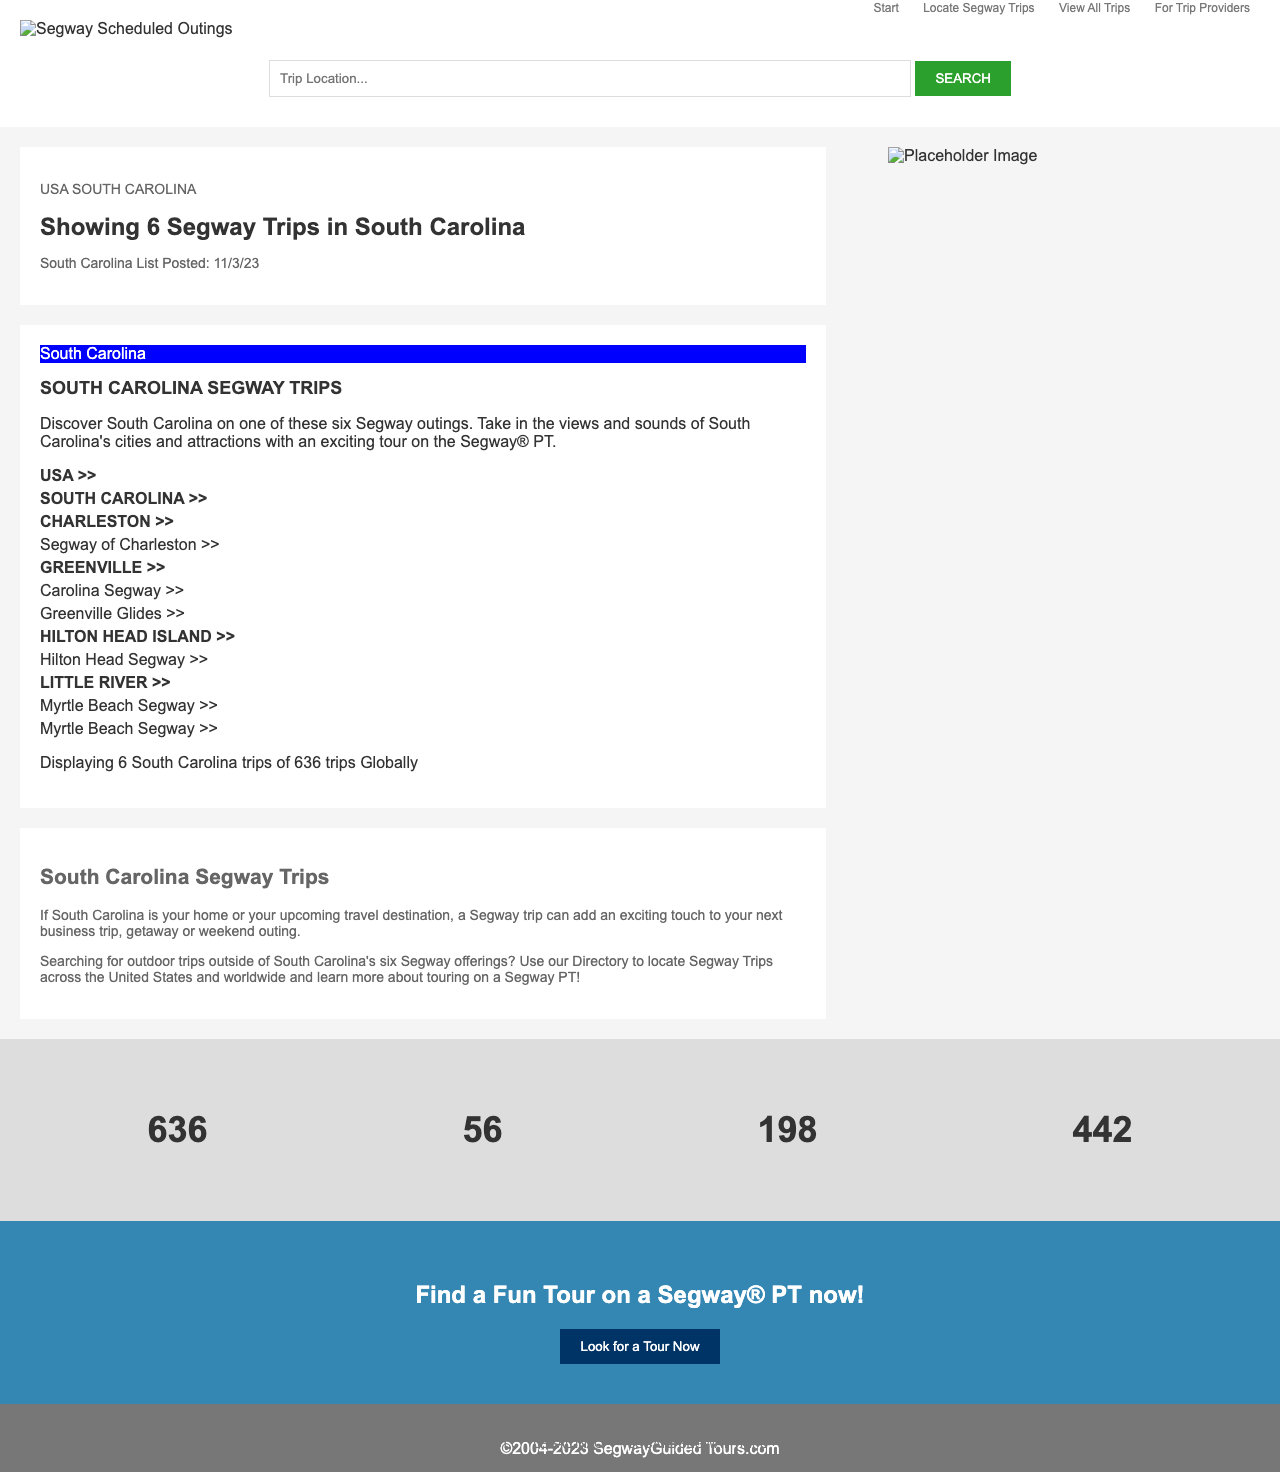 Start Locate Segway Trips View All Trips For Trip Providers
Segway Scheduled Outings
Trip Location... SEARCH
Placeholder Image
USA SOUTH CAROLINA
Showing 6 Segway Trips in South Carolina
South Carolina List Posted: 11/3/23
South Carolina
SOUTH CAROLINA SEGWAY TRIPS
Discover South Carolina on one of these six Segway outings. Take in the views and sounds of South
Carolina's cities and attractions with an exciting tour on the Segway® PT.
USA >>
SOUTH CAROLINA >>
CHARLESTON >>
Segway of Charleston >>
GREENVILLE >>
Carolina Segway >>
Greenville Glides >>
HILTON HEAD ISLAND >>
Hilton Head Segway >>
LITTLE RIVER >>
Myrtle Beach Segway >>
Myrtle Beach Segway >>
Displaying 6 South Carolina trips of 636 trips Globally
South Carolina Segway Trips
If South Carolina is your home or your upcoming travel destination, a Segway trip can add an exciting touch to your next
business trip, getaway or weekend outing.
Searching for outdoor trips outside of South Carolina's six Segway offerings? Use our Directory to locate Segway Trips
across the United States and worldwide and learn more about touring on a Segway PT!
636 56 198 442
Find a Fun Tour on a Segway® PT now!
Look for a Tour Now
©2004-2023 SegwayGuided Tours.com